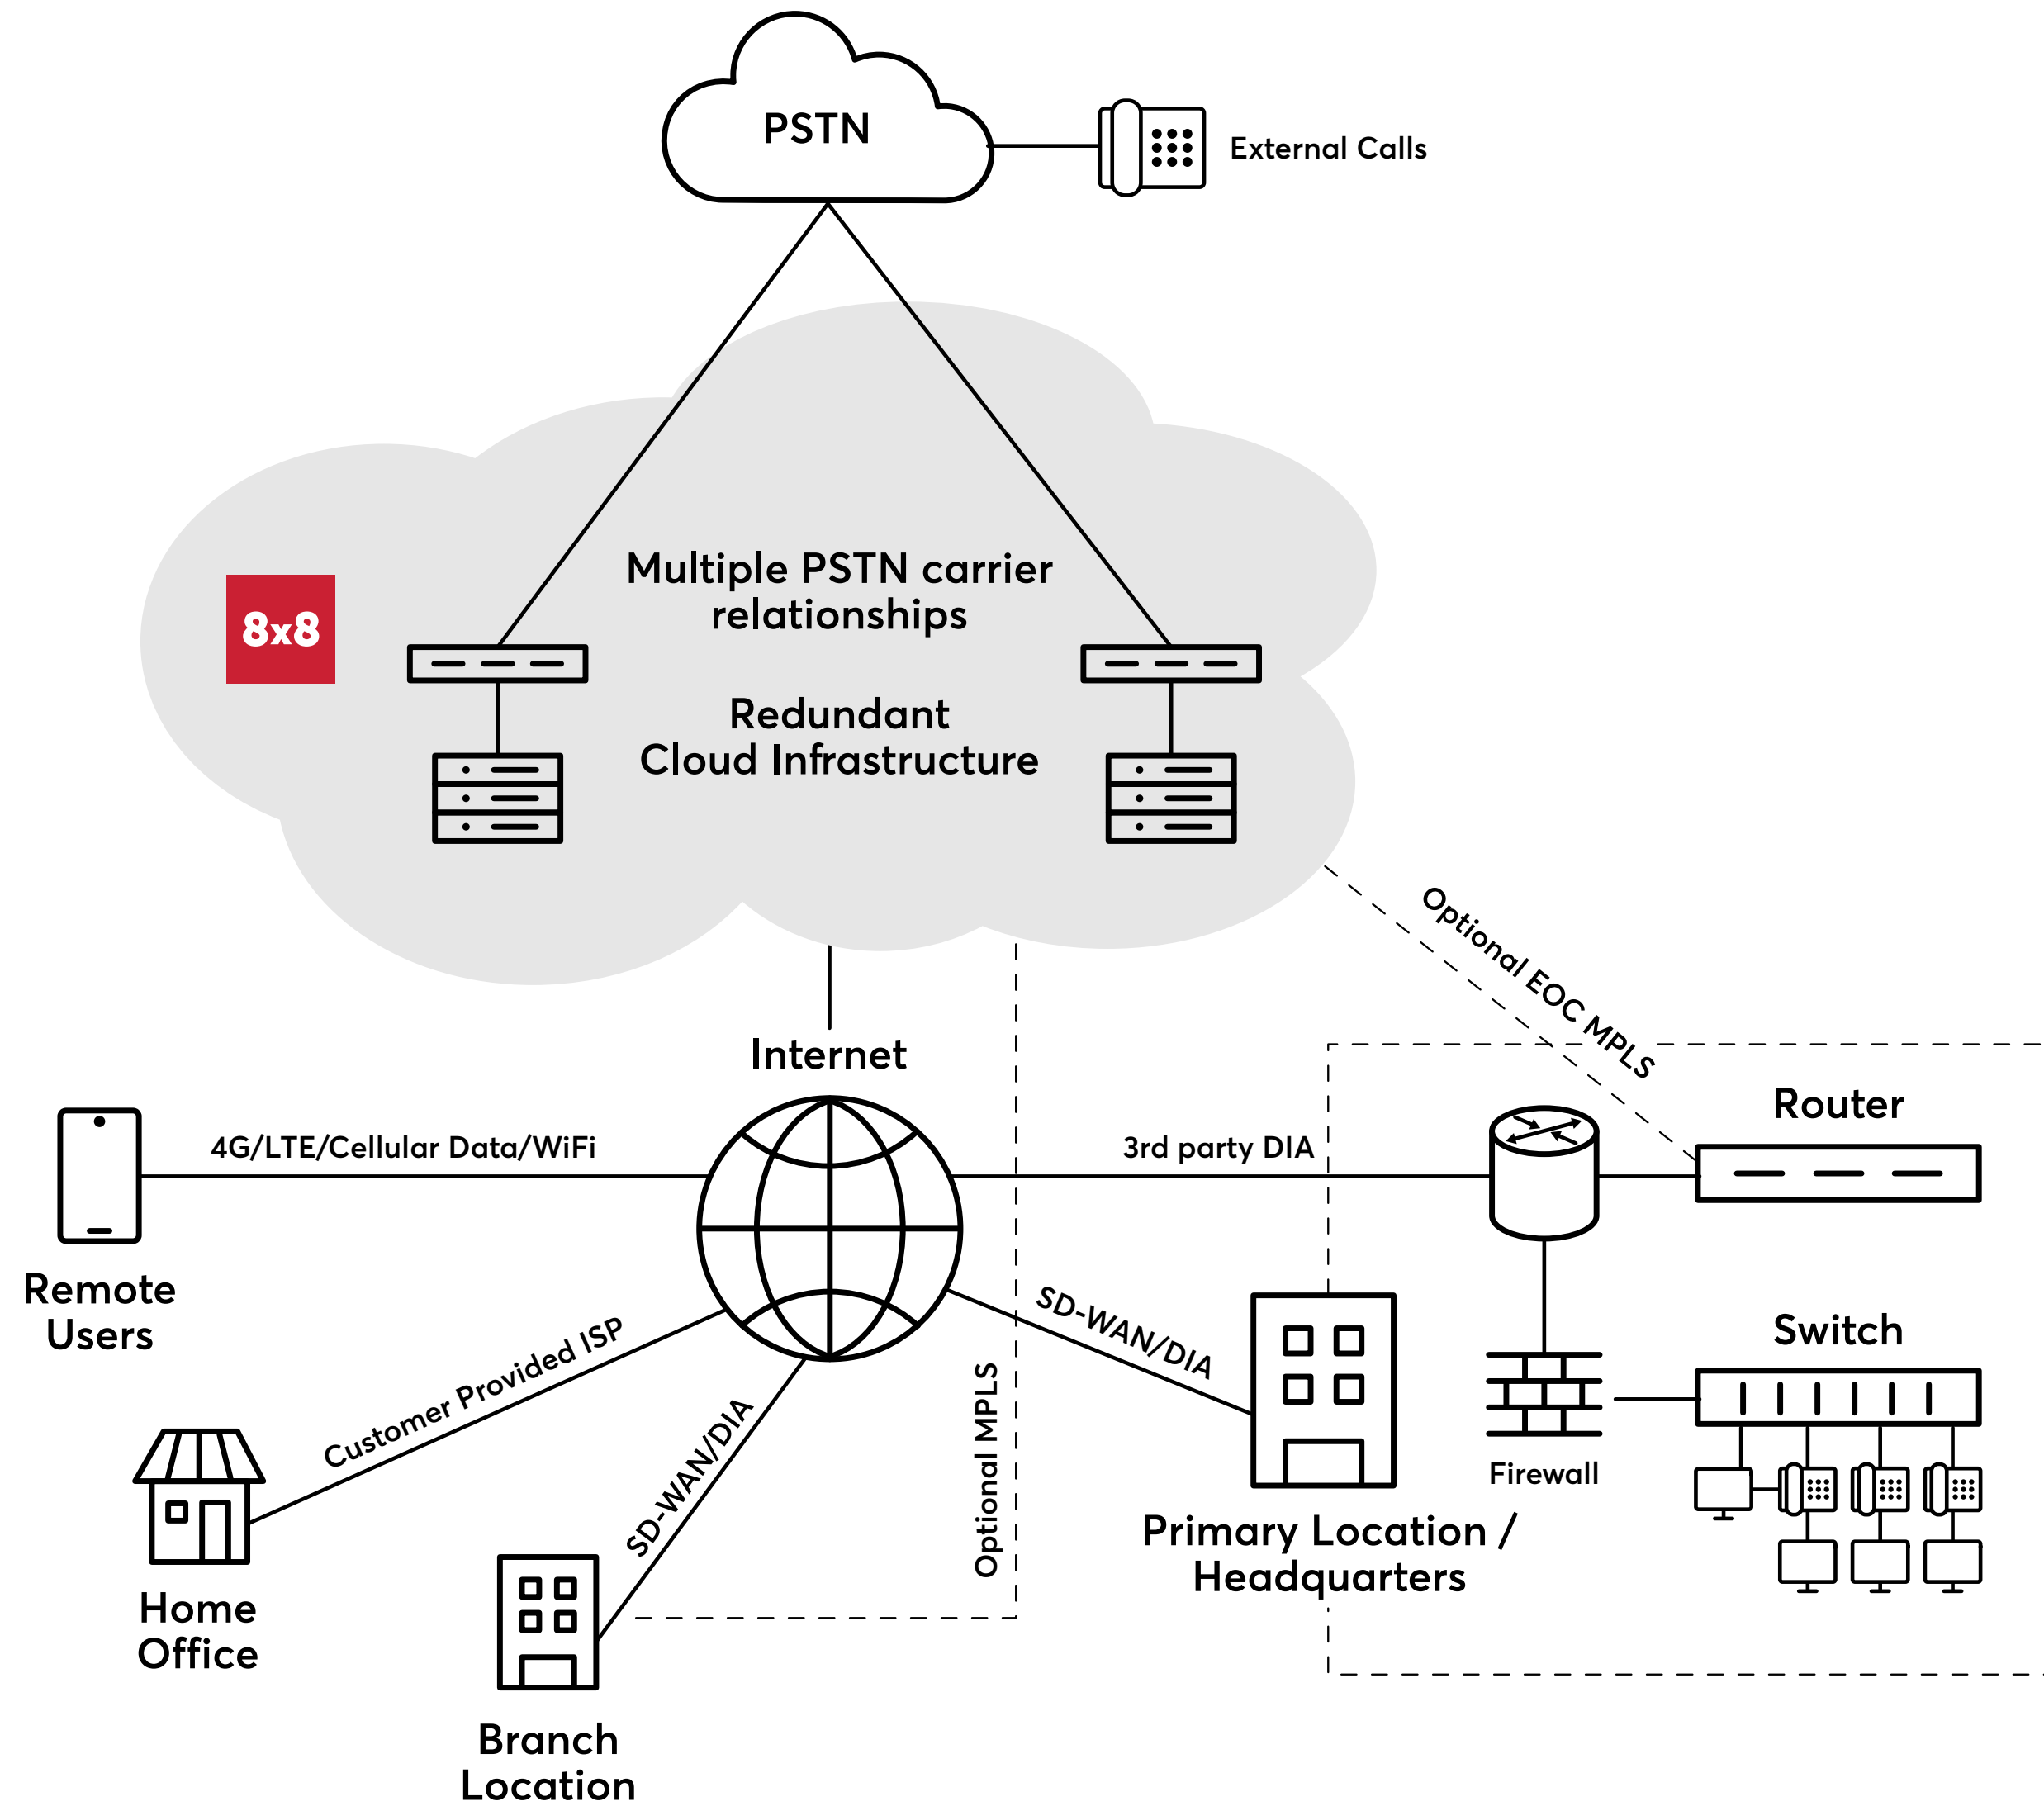 PSTN
External Calls
Multiple PSTN carrier
relationships
8x8
Redundant
Cloud Infrastructure
Optional EOC MPLS
Internet
Router
4G/LTE/Cellular Data/WiFi
3rd party DIA
Remote
Users
SD-WAN/DIA
Switch
Customer Provided ISP
SD-WAN/DIA
Optional MPLS
Firewall
Primary Location /
Headquarters
Home
Office
Branch
Location